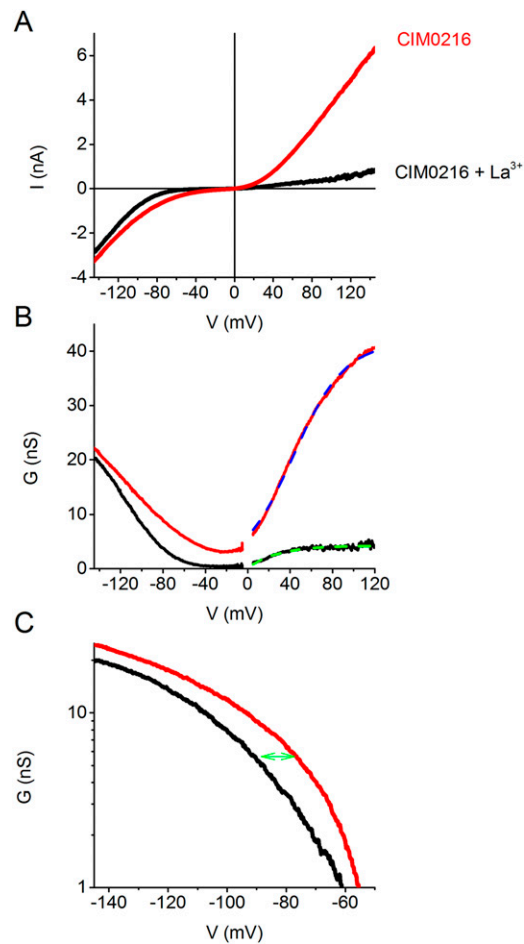 A
CIM0216
CIM0216 + La³⁺
I (nA)
6
4
2
0
-2
-4
-120 -80 -40 0 40 80 120
V (mV)
B
G (nS)
40
30
20
10
0
-120 -80 -40 0 40 80 120
V (mV)
C
G (nS)
10
1
-140 -120 -100 -80 -60
V (mV)